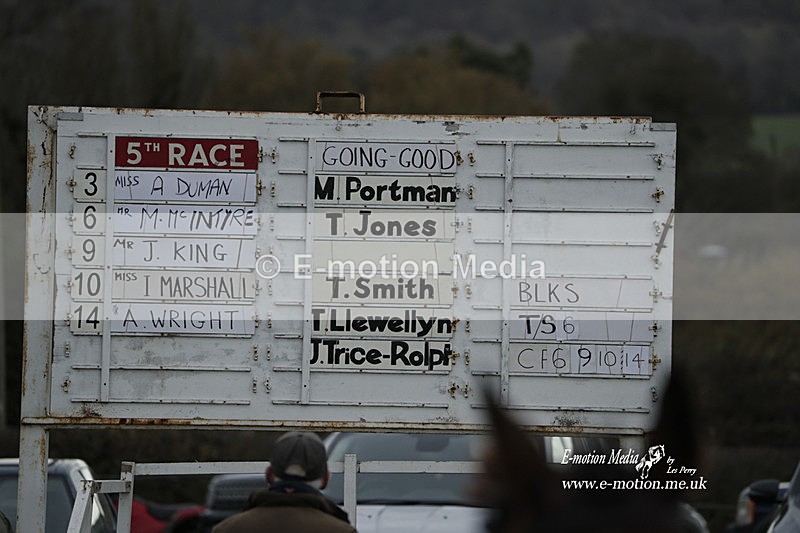 5TH RACE
GOING-GOOD
3 MISS A DUMAN
M. Portman
6 MR M. McINTYRE
T. Jones
9 MR J. KING
10 MISS I MARSHALL
T. Smith
BLKS
14 A. WRIGHT
T. Llewellyn
T/S 6
J. Trice-Rolph
CF6 9 10 14
© E-motion Media
E-motion Media
by
Les Perry
www.e-motion.me.uk